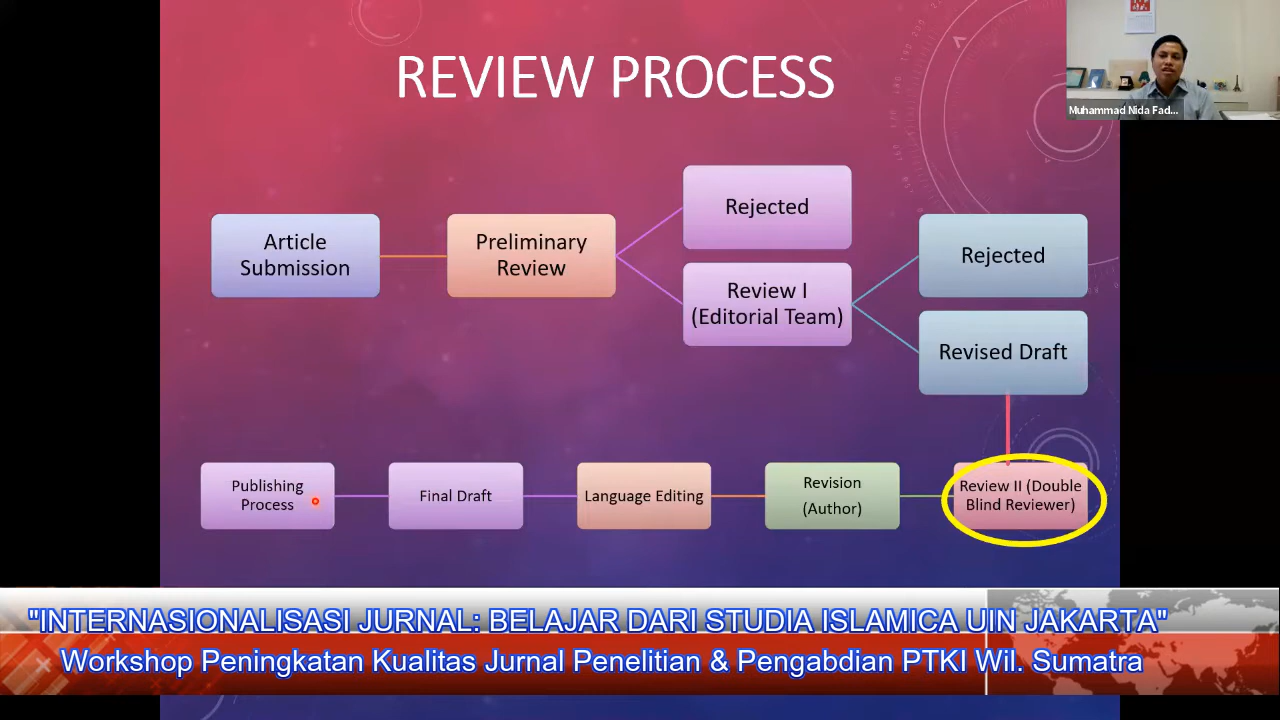 REVIEW PROCESS
Muhammad Nida Fad...
Article
Submission
Preliminary
Review
Rejected
Review I
(Editorial Team)
Rejected
Revised Draft
Publishing
Process
Final Draft
Language Editing
Revision
(Author)
Review II (Double
Blind Reviewer)
"INTERNASIONALISASI JURNAL: BELAJAR DARI STUDIA ISLAMICA UIN JAKARTA"
Workshop Peningkatan Kualitas Jurnal Penelitian & Pengabdian PTKI Wil. Sumatra